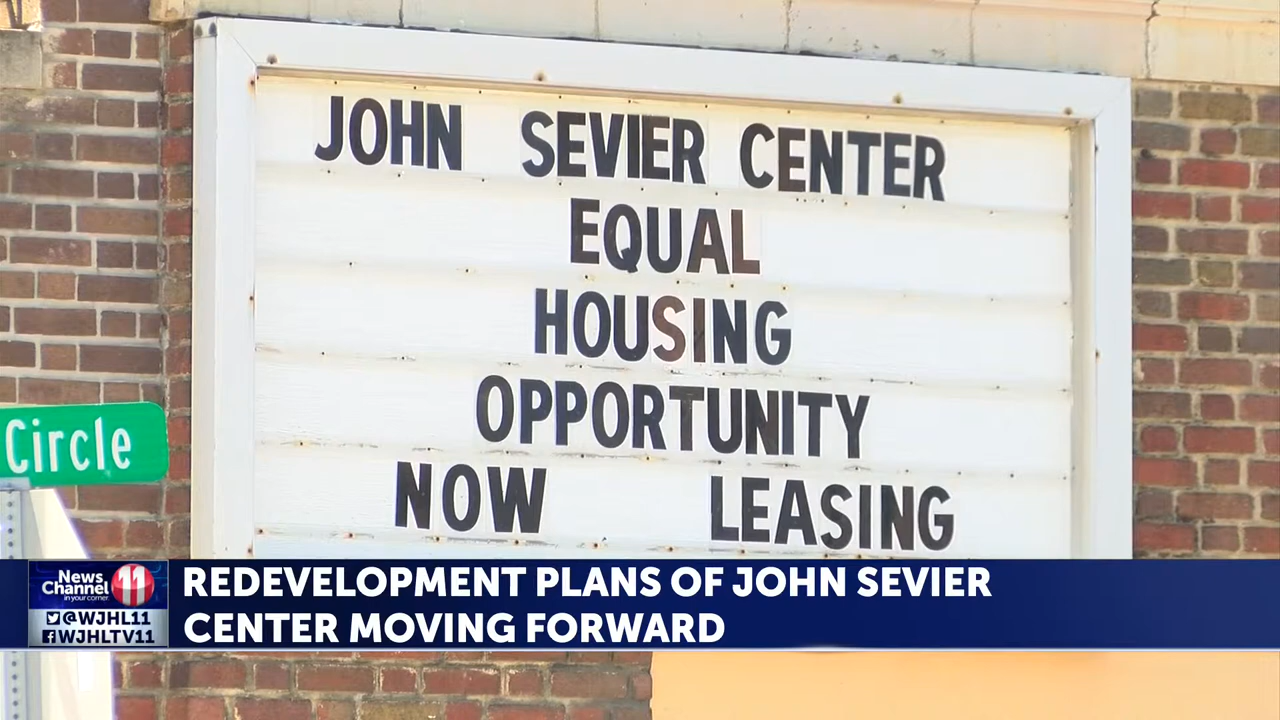 JOHN SEVIER CENTER
EQUAL
HOUSING
OPPORTUNITY
NOW LEASING
Circle
News
Channel 11
in your corner.
@WJHL11
WJHLTV11
REDEVELOPMENT PLANS OF JOHN SEVIER
CENTER MOVING FORWARD